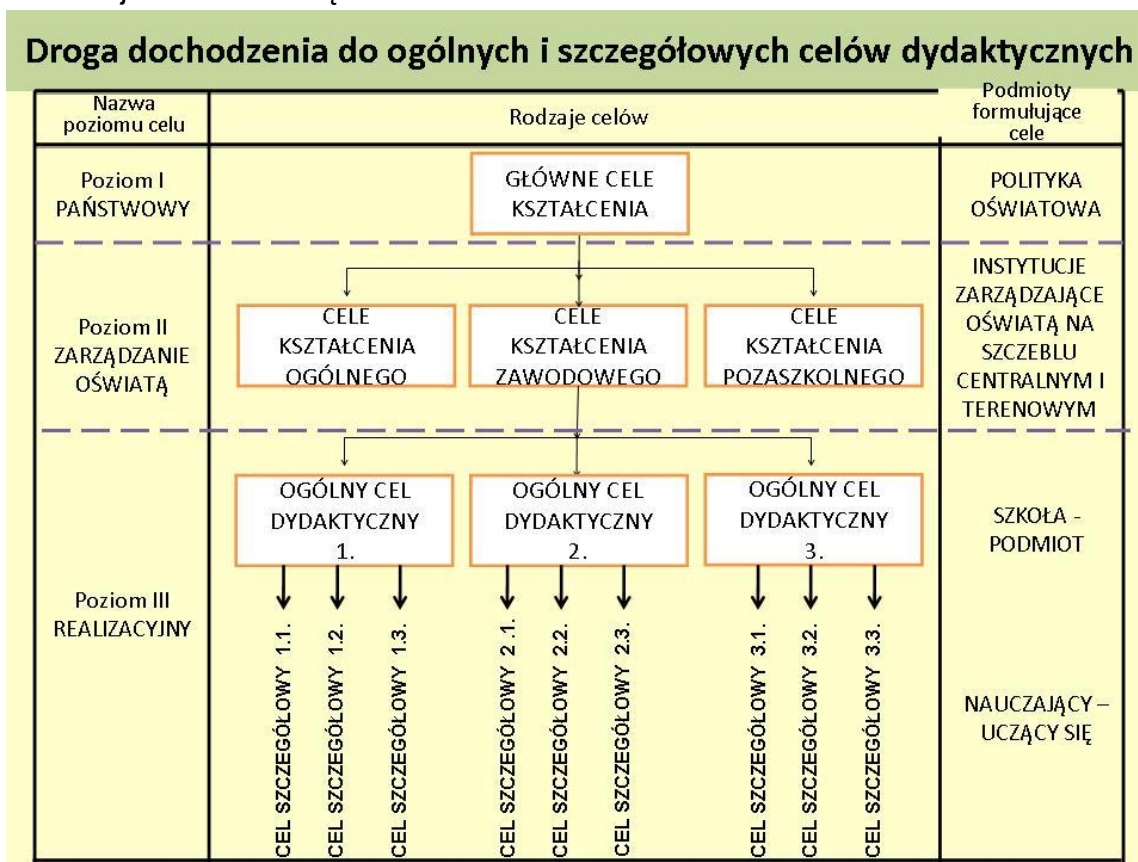 Droga dochodzenia do ogólnych i szczegółowych celów dydaktycznych
Nazwa
poziomu celu
Rodzaje celów
Podmioty
formułujące
cele
Poziom I
PAŃSTWOWY
GŁÓWNE CELE
KSZTAŁCENIA
POLITYKA
OŚWIATOWA
Poziom II
ZARZĄDZANIE
OŚWIATĄ
CELE
KSZTAŁCENIA
OGÓLNEGO
CELE
KSZTAŁCENIA
ZAWODOWEGO
CELE
KSZTAŁCENIA
POZASZKOLNEGO
INSTYTUCJE
ZARZĄDZAJĄCE
OŚWIATĄ NA
SZCZEBLU
CENTRALNYM I
TERENOWYM
Poziom III
REALIZACYJNY
OGÓLNY CEL
DYDAKTYCZNY
1.
OGÓLNY CEL
DYDAKTYCZNY
2.
OGÓLNY CEL
DYDAKTYCZNY
3.
SZKOŁA -
PODMIOT
CEL SZCZEGÓŁOWY 1.1.
CEL SZCZEGÓŁOWY 1.2.
CEL SZCZEGÓŁOWY 1.3.
CEL SZCZEGÓŁOWY 2 .1.
CEL SZCZEGÓŁOWY 2.2.
CEL SZCZEGÓŁOWY 2.3.
CEL SZCZEGÓŁOWY 3.1.
CEL SZCZEGÓŁOWY 3.2.
CEL SZCZEGÓŁOWY 3.3.
NAUCZAJĄCY –
UCZĄCY SIĘ